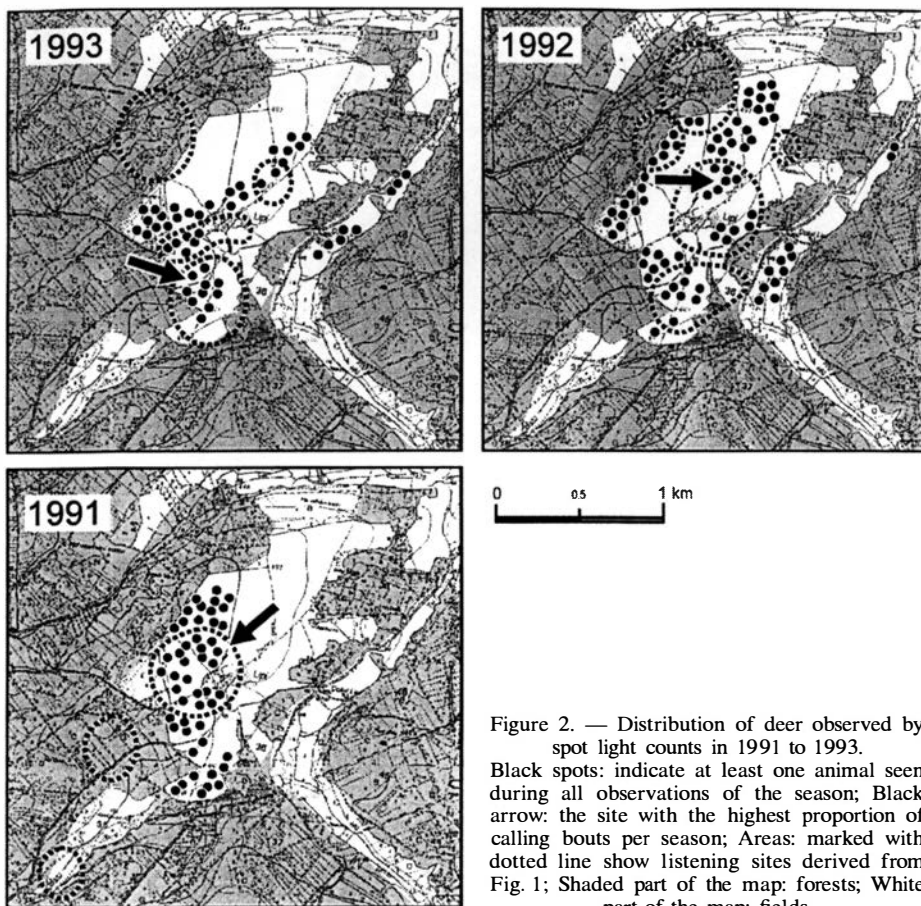 1993
1992
0 0.5 1 km
1991
Figure 2. — Distribution of deer observed by
spot light counts in 1991 to 1993.
Black spots: indicate at least one animal seen
during all observations of the season; Black
arrow: the site with the highest proportion of
calling bouts per season; Areas: marked with
dotted line show listening sites derived from
Fig. 1; Shaded part of the map: forests; White
part of the map: fields